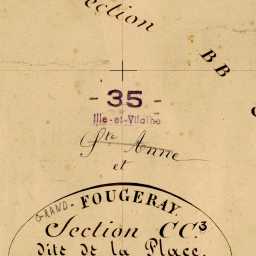 Section
BB
- 35 -
Ille-et-Vilaine
Ste Anne
et
GRAND-FOUGERAY.
Section CC3
dite de la Place.